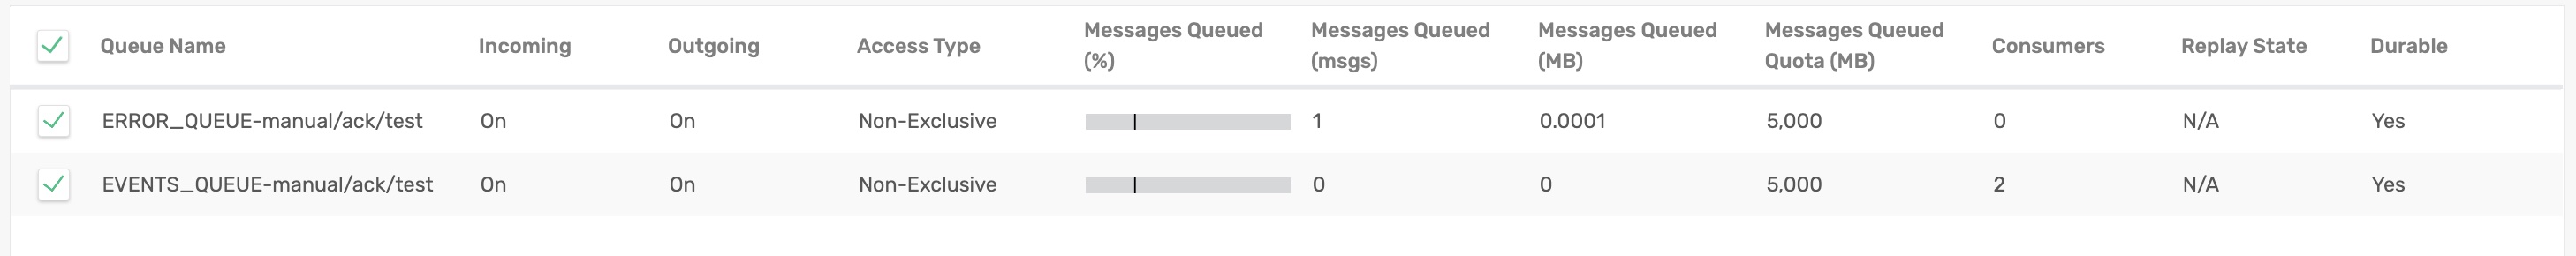 Queue Name Incoming Outgoing Access Type Messages Queued (%) Messages Queued (msgs) Messages Queued (MB) Messages Queued Quota (MB) Consumers Replay State Durable
ERROR_QUEUE-manual/ack/test On On Non-Exclusive 1 0.0001 5,000 0 N/A Yes
EVENTS_QUEUE-manual/ack/test On On Non-Exclusive 0 0 5,000 2 N/A Yes